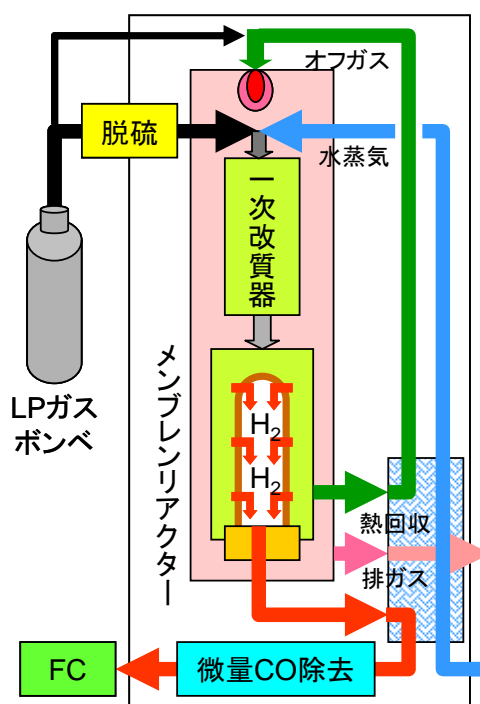 オフガス
脱硫
水蒸気
一次改質器
メンブレンリアクター
LPガス
ボンベ
H2
H2
熱回収
排ガス
FC
微量CO除去